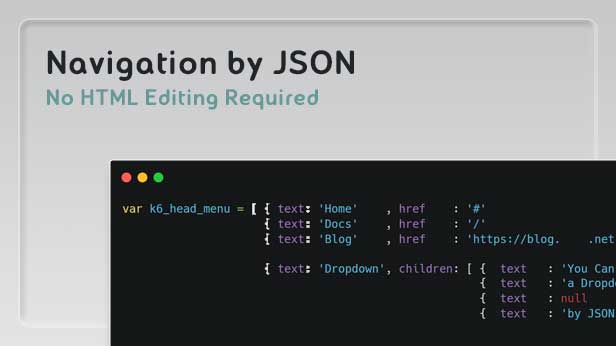 Navigation by JSON
No HTML Editing Required
var k6_head_menu = [ { text: 'Home' , href : '#'
{ text: 'Docs' , href : '/'
{ text: 'Blog' , href : 'https://blog. .net
{ text: 'Dropdown', children: [ { text : 'You Can
{ text : 'a Dropd
{ text : null
{ text : 'by JSON